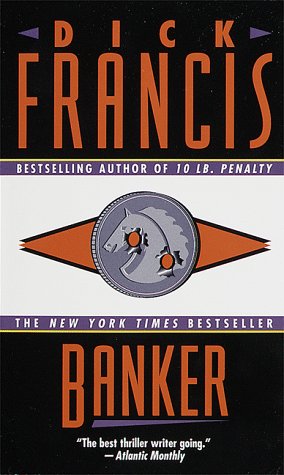 DICK
FRANCIS
BESTSELLING AUTHOR OF 10 LB. PENALTY
THE NEW YORK TIMES BESTSELLER
BANKER
"The best thriller writer going."
— Atlantic Monthly